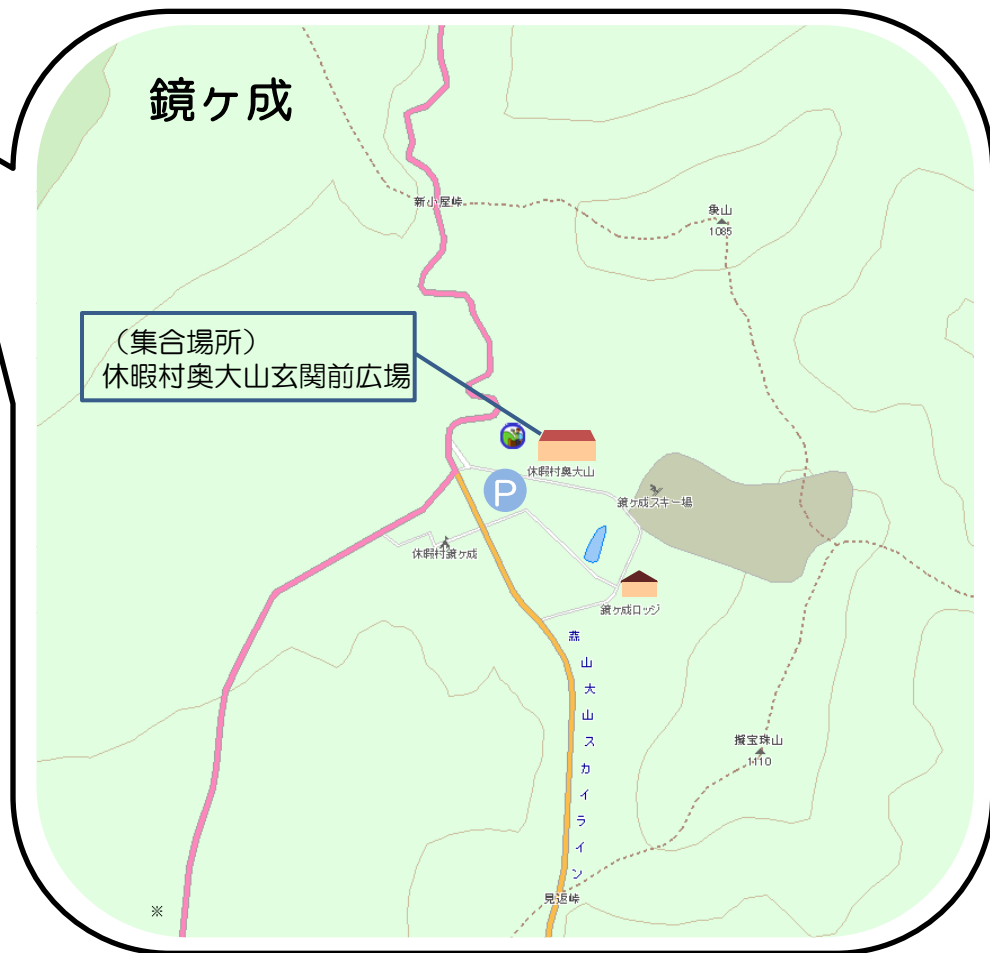 鏡ヶ成
新小屋峠
象山
1085
（集合場所）
休暇村奥大山玄関前広場
休暇村奥大山
P
鏡ヶ成スキー場
休暇村鏡ヶ成
鏡ヶ成ロッジ
蒜山大山スカイライン
擬宝珠山
1110
見返峠
※